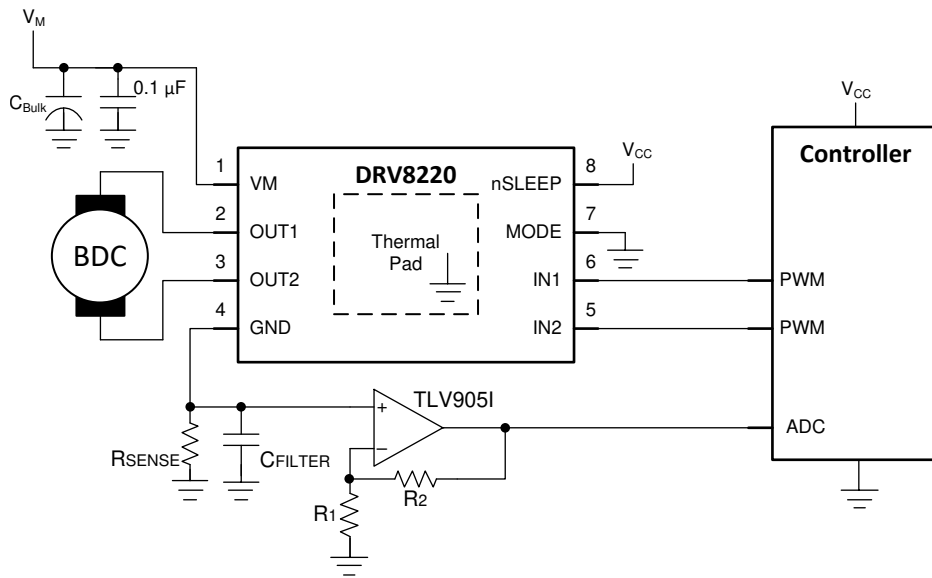 VM
CBulk
0.1 µF
DRV8220
Thermal
Pad
1
VM
2
OUT1
3
OUT2
4
GND
8
nSLEEP
7
MODE
6
IN1
5
IN2
VCC
BDC
VCC
Controller
PWM
PWM
ADC
TLV905I
RSENSE
CFILTER
R1
R2